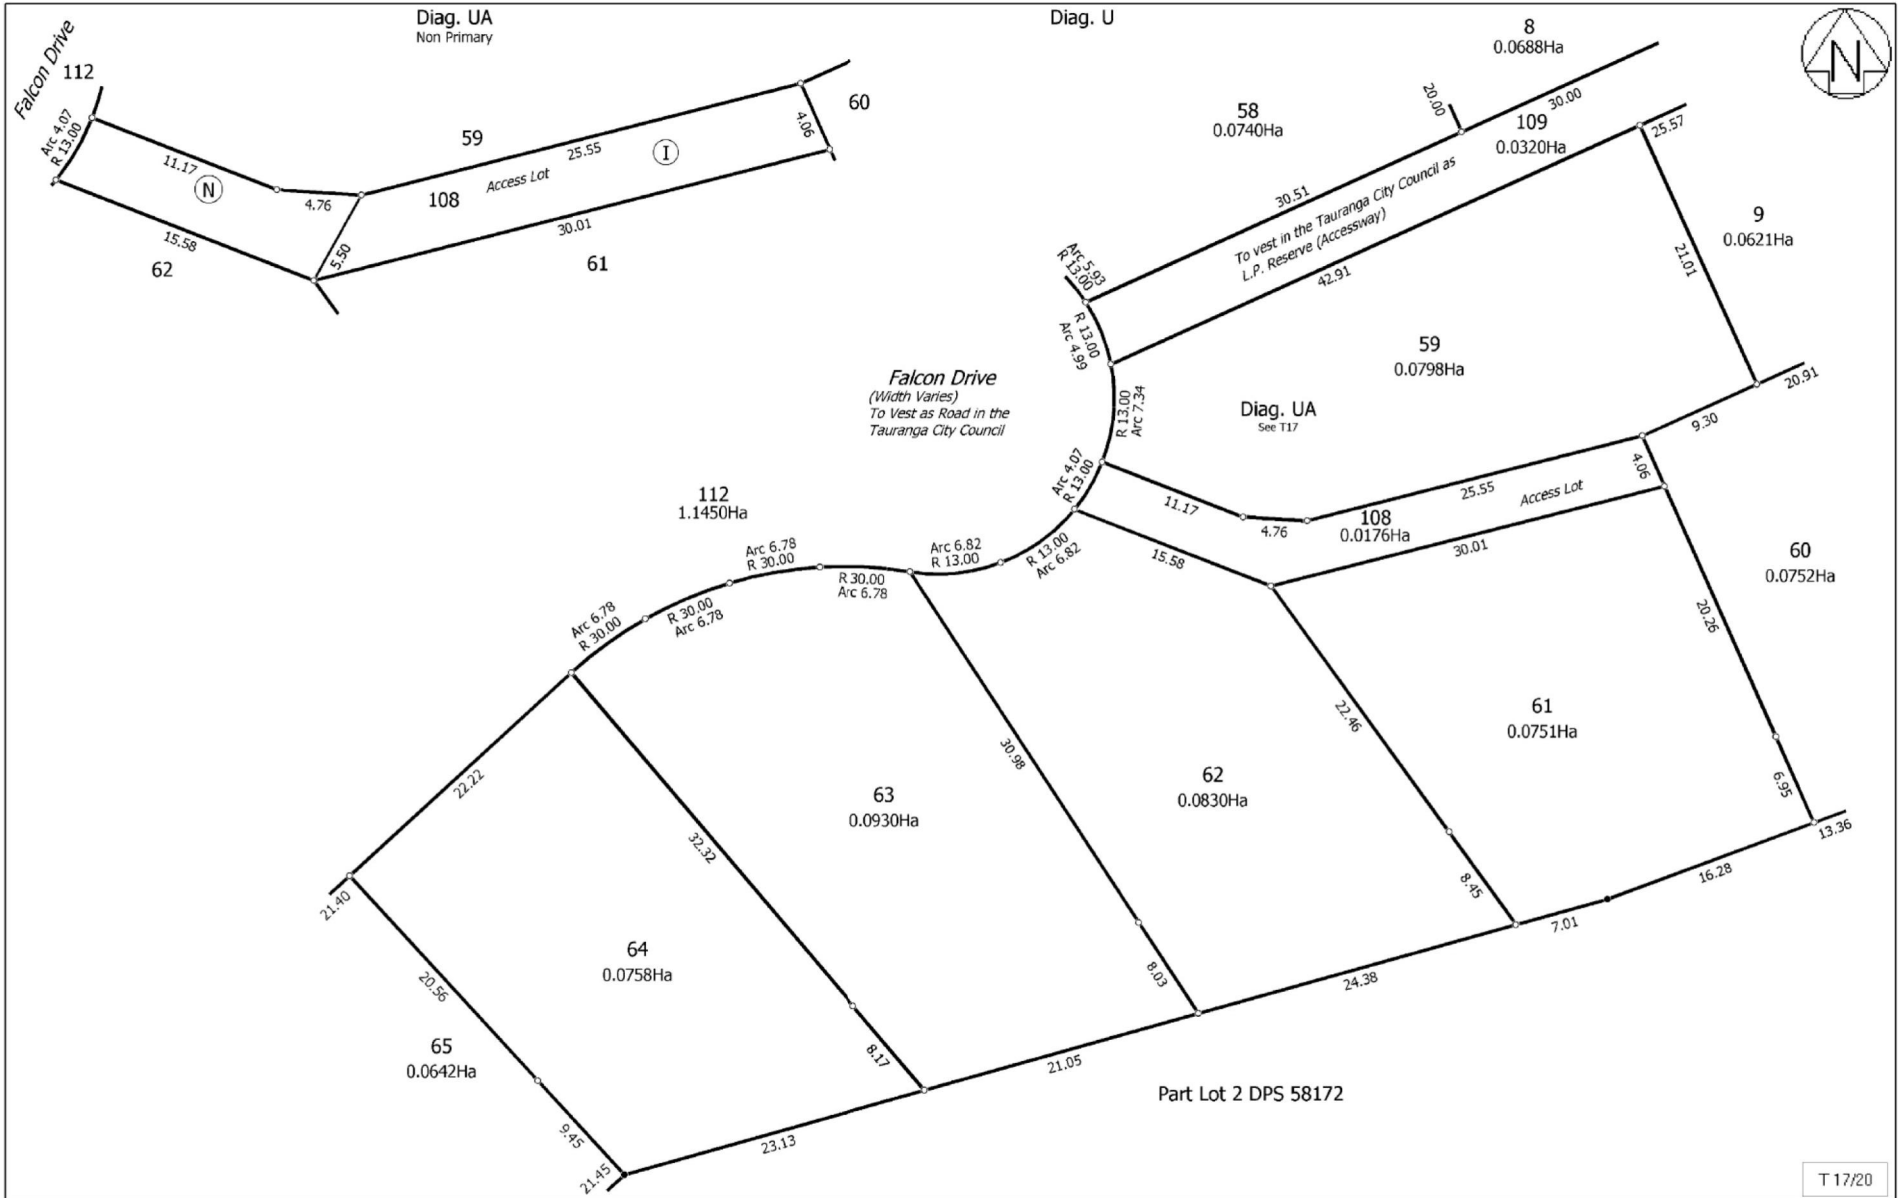 Diag. UA
Non Primary
Diag. U
Falcon Drive
112
Arc 4.07
R 13.00
11.17
N
15.58
62
4.76
5.50
59
25.55
I
108
Access Lot
30.01
61
4.06
60
8
0.0688Ha
N
20.00
30.00
58
0.0740Ha
109
0.0320Ha
25.57
30.51
To vest in the Tauranga City Council as
L.P. Reserve (Accessway)
42.91
9
0.0621Ha
21.01
Arc 5.93
R 13.00
R 13.00
Arc 4.99
59
0.0798Ha
Falcon Drive
(Width Varies)
To Vest as Road in the
Tauranga City Council
R 13.00
Arc 7.34
Diag. UA
See T17
20.91
9.30
Arc 4.07
R 13.00
11.17
4.76
25.55
Access Lot
4.06
108
0.0176Ha
30.01
15.58
112
1.1450Ha
60
0.0752Ha
Arc 6.78
R 30.00
Arc 6.82
R 13.00
R 13.00
Arc 6.82
R 30.00
Arc 6.78
Arc 6.78
R 30.00
R 30.00
Arc 6.78
20.26
22.46
61
0.0751Ha
30.98
62
0.0830Ha
63
0.0930Ha
22.22
32.32
6.95
13.36
16.28
8.45
7.01
21.40
64
0.0758Ha
20.56
8.03
24.38
65
0.0642Ha
8.17
21.05
Part Lot 2 DPS 58172
9.45
23.13
21.45
T 17/20